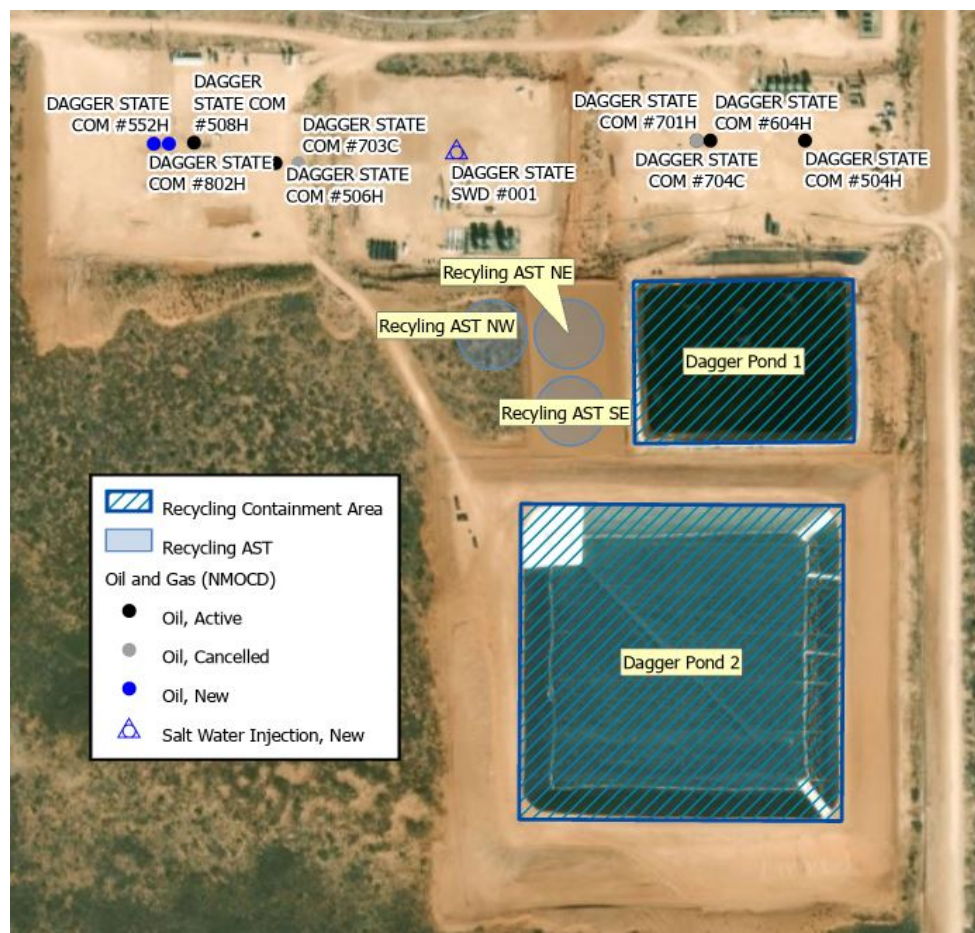 DAGGER STATE
COM #552H
DAGGER
STATE COM
#508H
DAGGER STATE
COM #802H
DAGGER STATE
COM #703C
DAGGER STATE
COM #506H
DAGGER STATE
SWD #001
DAGGER STATE
COM #701H
DAGGER STATE
COM #604H
DAGGER STATE
COM #704C
DAGGER STATE
COM #504H
Recyling AST NE
Recyling AST NW
Dagger Pond 1
Recyling AST SE
Recycling Containment Area
Recycling AST
Oil and Gas (NMOCD)
Oil, Active
Oil, Cancelled
Oil, New
Salt Water Injection, New
Dagger Pond 2